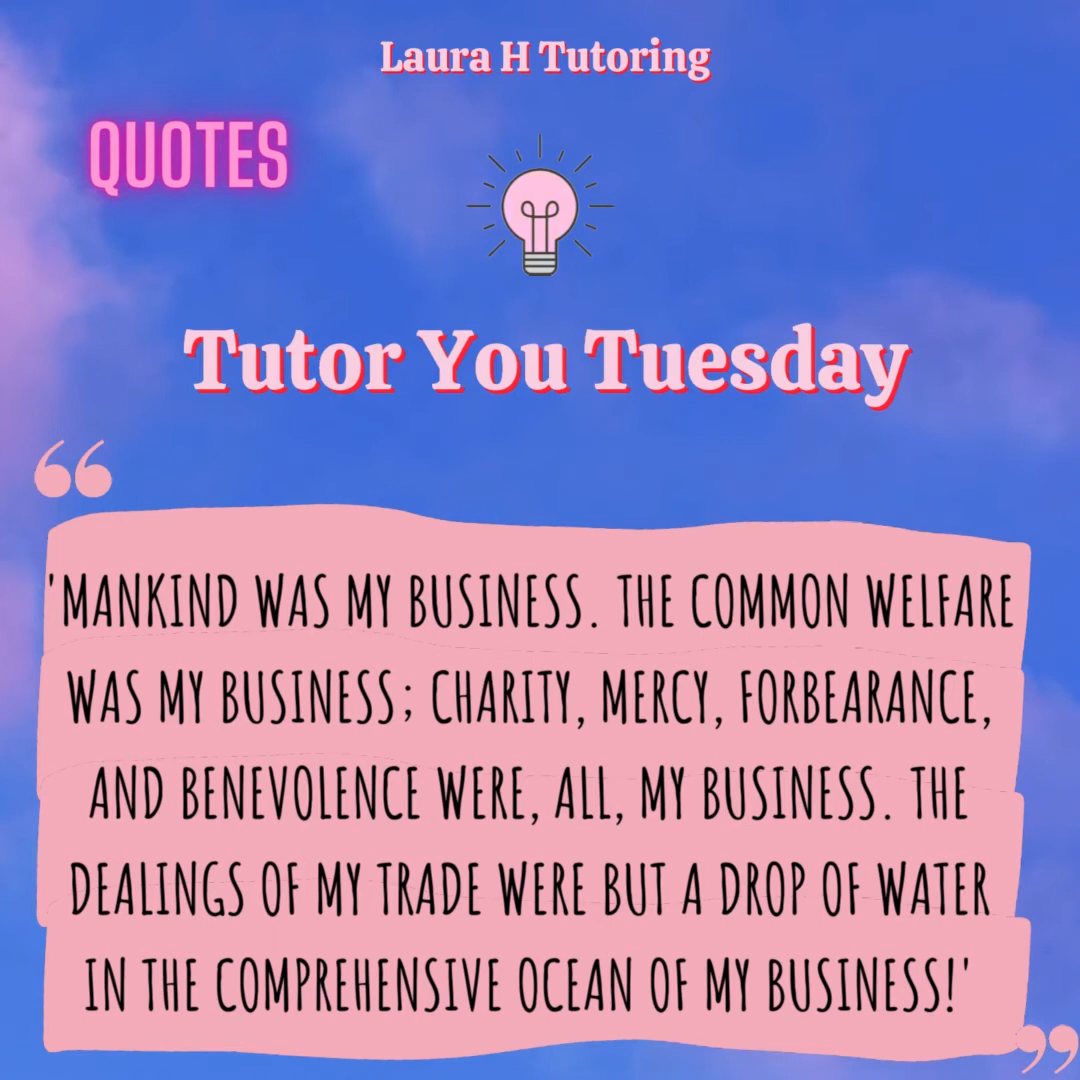 Laura H Tutoring
QUOTES
Tutor You Tuesday
“
'MANKIND WAS MY BUSINESS. THE COMMON WELFARE
WAS MY BUSINESS; CHARITY, MERCY, FORBEARANCE,
AND BENEVOLENCE WERE, ALL, MY BUSINESS. THE
DEALINGS OF MY TRADE WERE BUT A DROP OF WATER
IN THE COMPREHENSIVE OCEAN OF MY BUSINESS!'
”